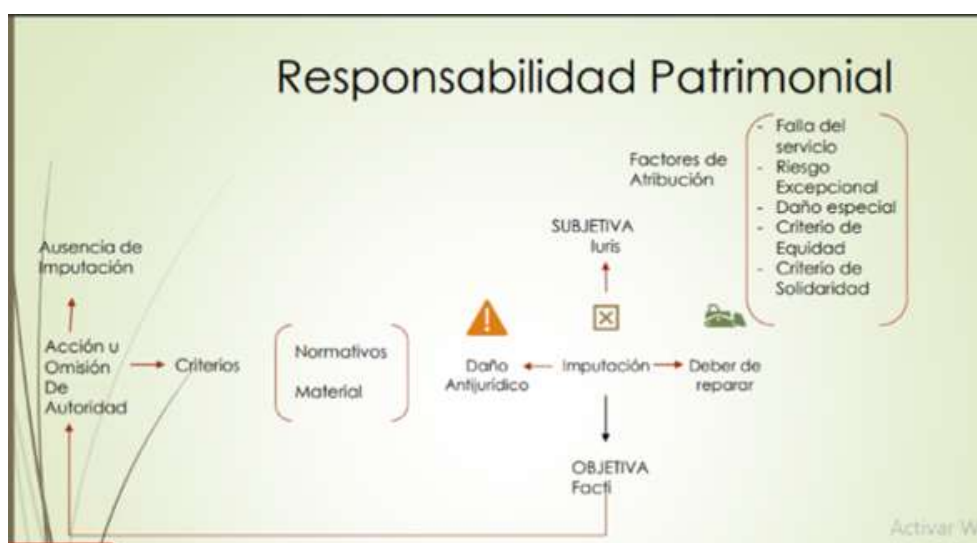 Responsabilidad Patrimonial
Factores de
Atribución
- Falla del
servicio
- Riesgo
Excepcional
- Daño especial
- Criterio de
Equidad
- Criterio de
Solidaridad
SUBJETIVA
Iuris
Ausencia de
Imputación
Acción u
Omisión
De
Autoridad
Criterios
Normativos
Material
Daño
Antijurídico
Imputación
Deber de
reparar
OBJETIVA
Facti
Activar W